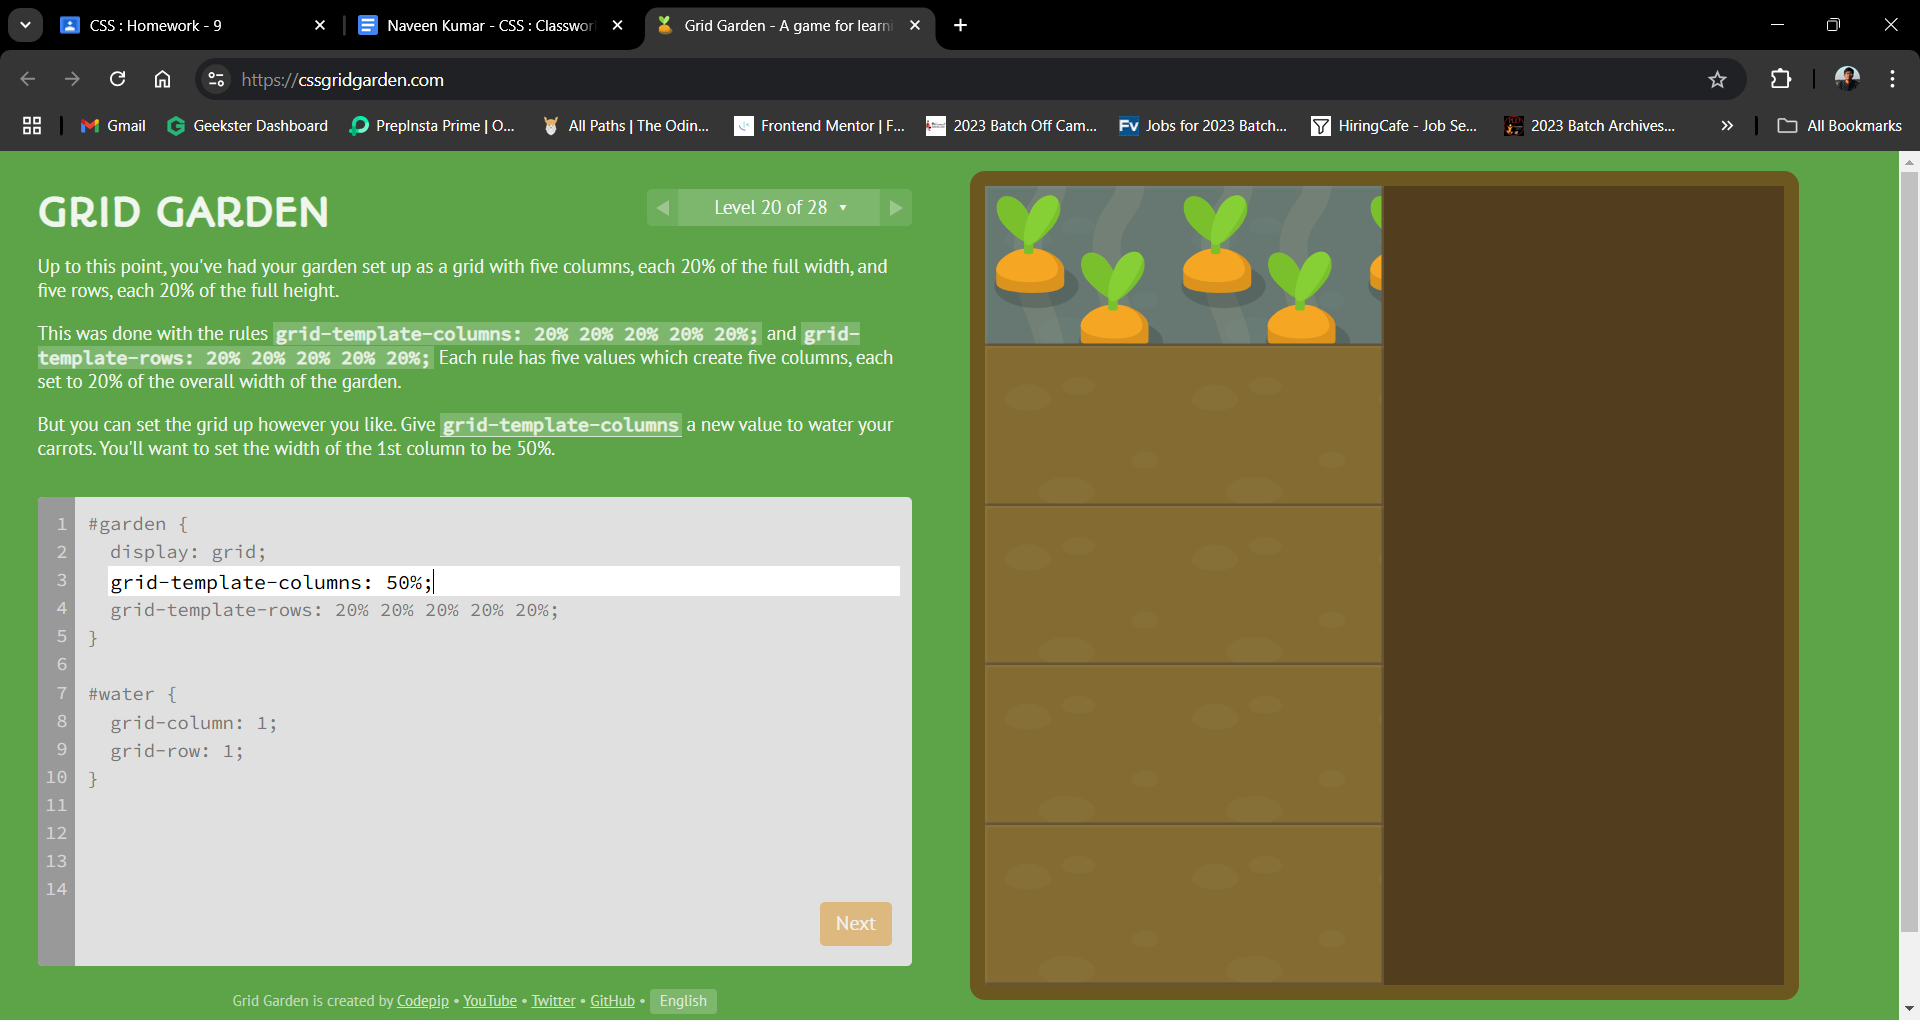 CSS : Homework - 9
Naveen Kumar - CSS : Classwor
Grid Garden - A game for learni
https://cssgridgarden.com
Gmail
Geekster Dashboard
PrepInsta Prime | O...
All Paths | The Odin...
Frontend Mentor | F...
2023 Batch Off Cam...
Fv Jobs for 2023 Batch...
HiringCafe - Job Se...
2023 Batch Archives...
»
All Bookmarks
GRID GARDEN
Level 20 of 28
Up to this point, you've had your garden set up as a grid with five columns, each 20% of the full width, and
five rows, each 20% of the full height.
This was done with the rules grid-template-columns: 20% 20% 20% 20% 20%; and grid-
template-rows: 20% 20% 20% 20% 20%; Each rule has five values which create five columns, each
set to 20% of the overall width of the garden.
But you can set the grid up however you like. Give grid-template-columns a new value to water your
carrots. You'll want to set the width of the 1st column to be 50%.
1 #garden {
2 display: grid;
3 grid-template-columns: 50%;
4 grid-template-rows: 20% 20% 20% 20% 20%;
5 }
6
7 #water {
8 grid-column: 1;
9 grid-row: 1;
10 }
11
12
13
14
Next
Grid Garden is created by Codepip • YouTube • Twitter • GitHub • English